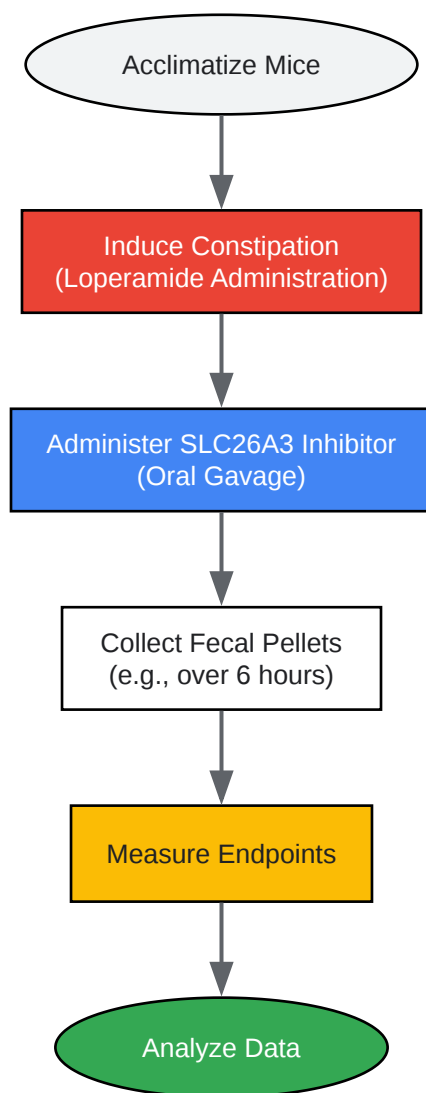 Acclimatize Mice
Induce Constipation
(Loperamide Administration)
Administer SLC26A3 Inhibitor
(Oral Gavage)
Collect Fecal Pellets
(e.g., over 6 hours)
Measure Endpoints
Analyze Data